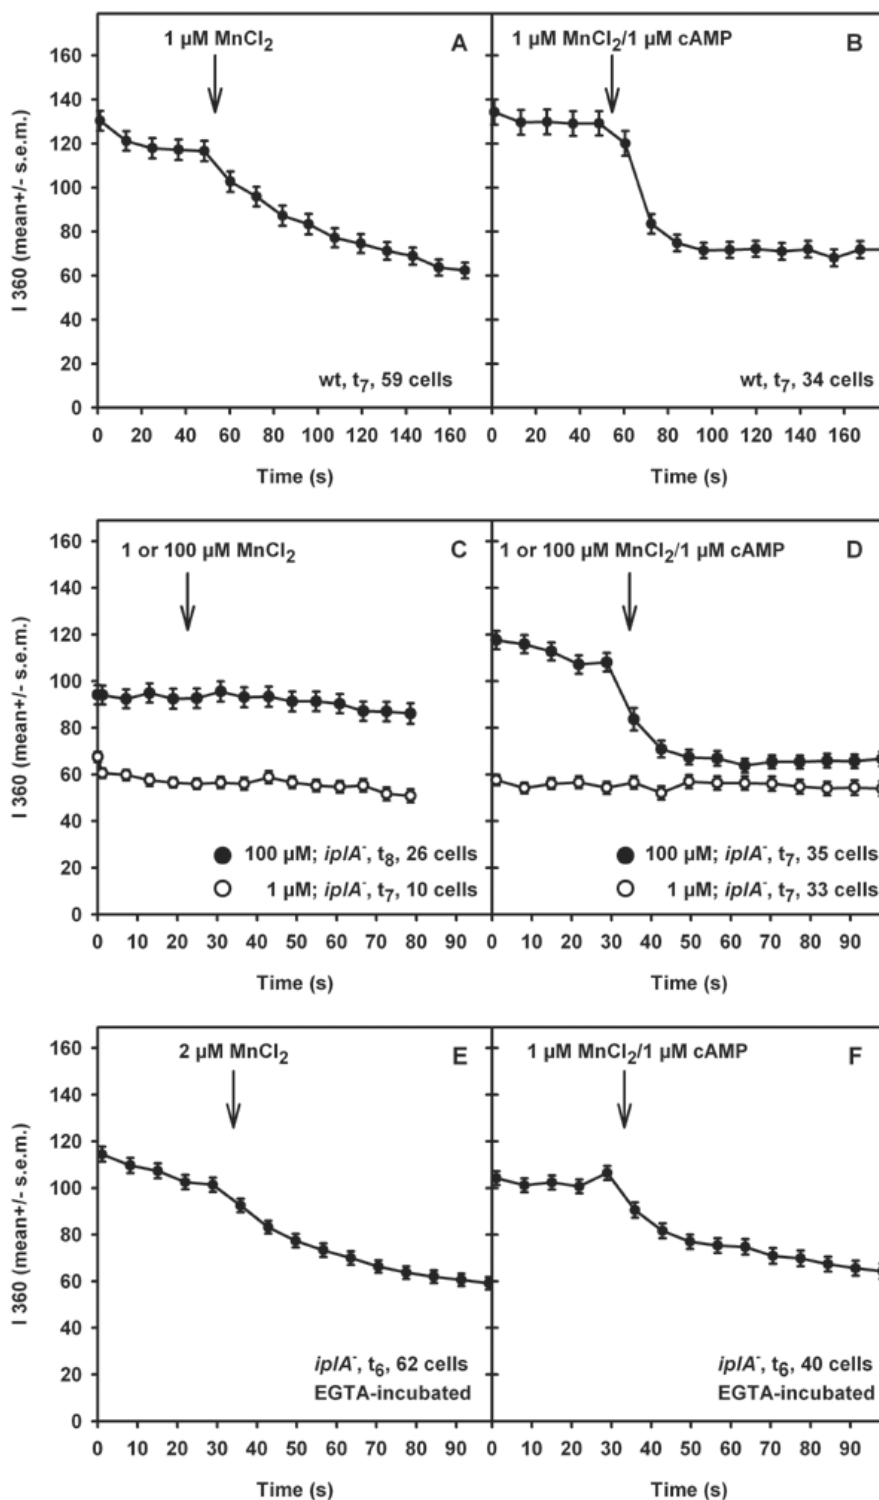 1 µM MnCl2
A
1 µM MnCl2/1 µM cAMP
B
I 360 (mean+/- s.e.m.)
160
140
120
100
80
60
40
20
0
wt, t7, 59 cells
wt, t7, 34 cells
0 20 40 60 80 100 120 140 160
0 20 40 60 80 100 120 140 160
Time (s)
Time (s)
1 or 100 µM MnCl2
C
1 or 100 µM MnCl2/1 µM cAMP
D
I 360 (mean+/- s.e.m.)
160
140
120
100
80
60
40
20
0
100 µM; iplA-, t8, 26 cells
1 µM; iplA-, t7, 10 cells
100 µM; iplA-, t7, 35 cells
1 µM; iplA-, t7, 33 cells
0 10 20 30 40 50 60 70 80 90
0 10 20 30 40 50 60 70 80 90
Time (s)
Time (s)
2 µM MnCl2
E
1 µM MnCl2/1 µM cAMP
F
I 360 (mean+/- s.e.m.)
160
140
120
100
80
60
40
20
0
iplA-, t6, 62 cells
EGTA-incubated
iplA-, t6, 40 cells
EGTA-incubated
0 10 20 30 40 50 60 70 80 90
0 10 20 30 40 50 60 70 80 90
Time (s)
Time (s)